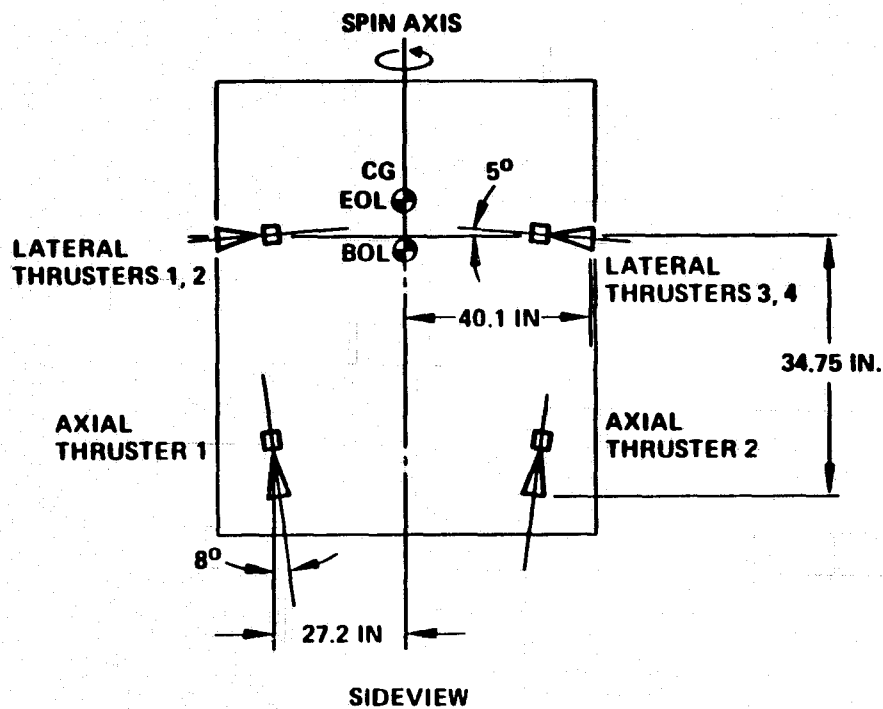 SPIN AXIS
CG
EOL
5°
BOL
LATERAL
THRUSTERS 1, 2
LATERAL
THRUSTERS 3, 4
40.1 IN
34.75 IN.
AXIAL
THRUSTER 1
AXIAL
THRUSTER 2
8°
27.2 IN
SIDEVIEW